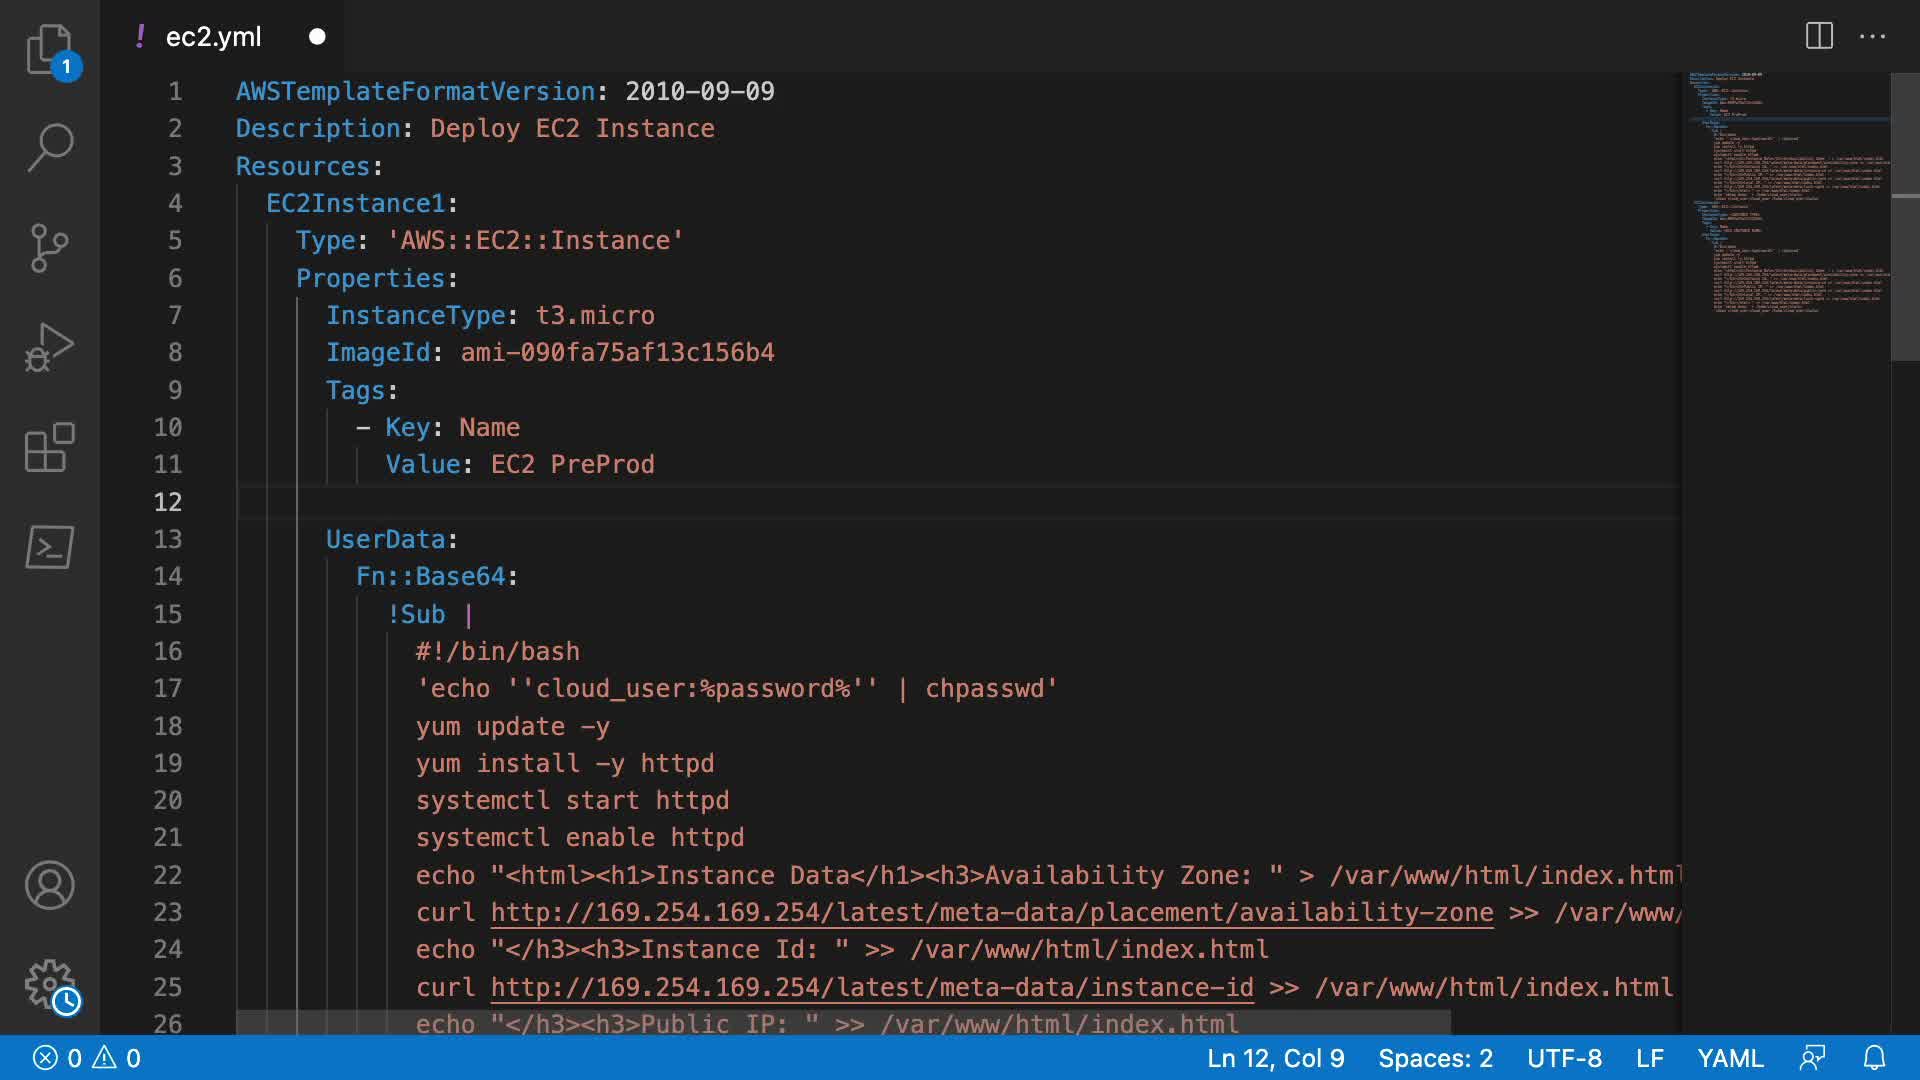 1
! ec2.yml
1 AWSTemplateFormatVersion: 2010-09-09
2 Description: Deploy EC2 Instance
3 Resources:
4 EC2Instance1:
5 Type: 'AWS::EC2::Instance'
6 Properties:
7 InstanceType: t3.micro
8 ImageId: ami-090fa75af13c156b4
9 Tags:
10 - Key: Name
11 Value: EC2 PreProd
12
13 UserData:
14 Fn::Base64:
15 !Sub |
16 #!/bin/bash
17 'echo ''cloud_user:%password%'' | chpasswd'
18 yum update -y
19 yum install -y httpd
20 systemctl start httpd
21 systemctl enable httpd
22 echo "<html><h1>Instance Data</h1><h3>Availability Zone: " > /var/www/html/index.html
23 curl http://169.254.169.254/latest/meta-data/placement/availability-zone >> /var/www/
24 echo "</h3><h3>Instance Id: " >> /var/www/html/index.html
25 curl http://169.254.169.254/latest/meta-data/instance-id >> /var/www/html/index.html
26 echo "</h3><h3>Public IP: " >> /var/www/html/index.html
0 0 Ln 12, Col 9 Spaces: 2 UTF-8 LF YAML